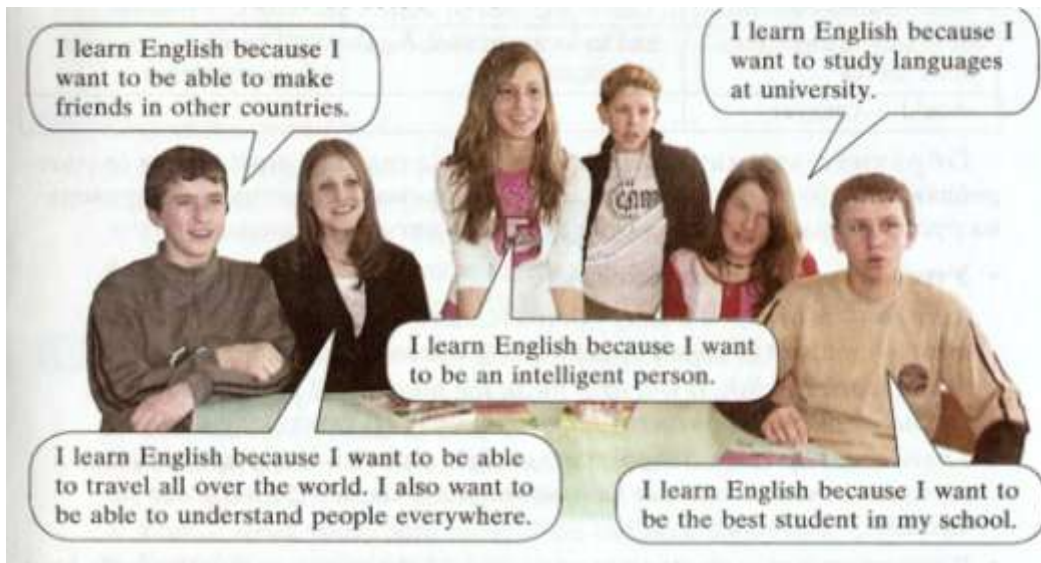 I learn English because I
want to be able to make
friends in other countries.
I learn English because I
want to study languages
at university.
I learn English because I want
to be an intelligent person.
I learn English because I want to be able
to travel all over the world. I also want to
be able to understand people everywhere.
I learn English because I want to
be the best student in my school.